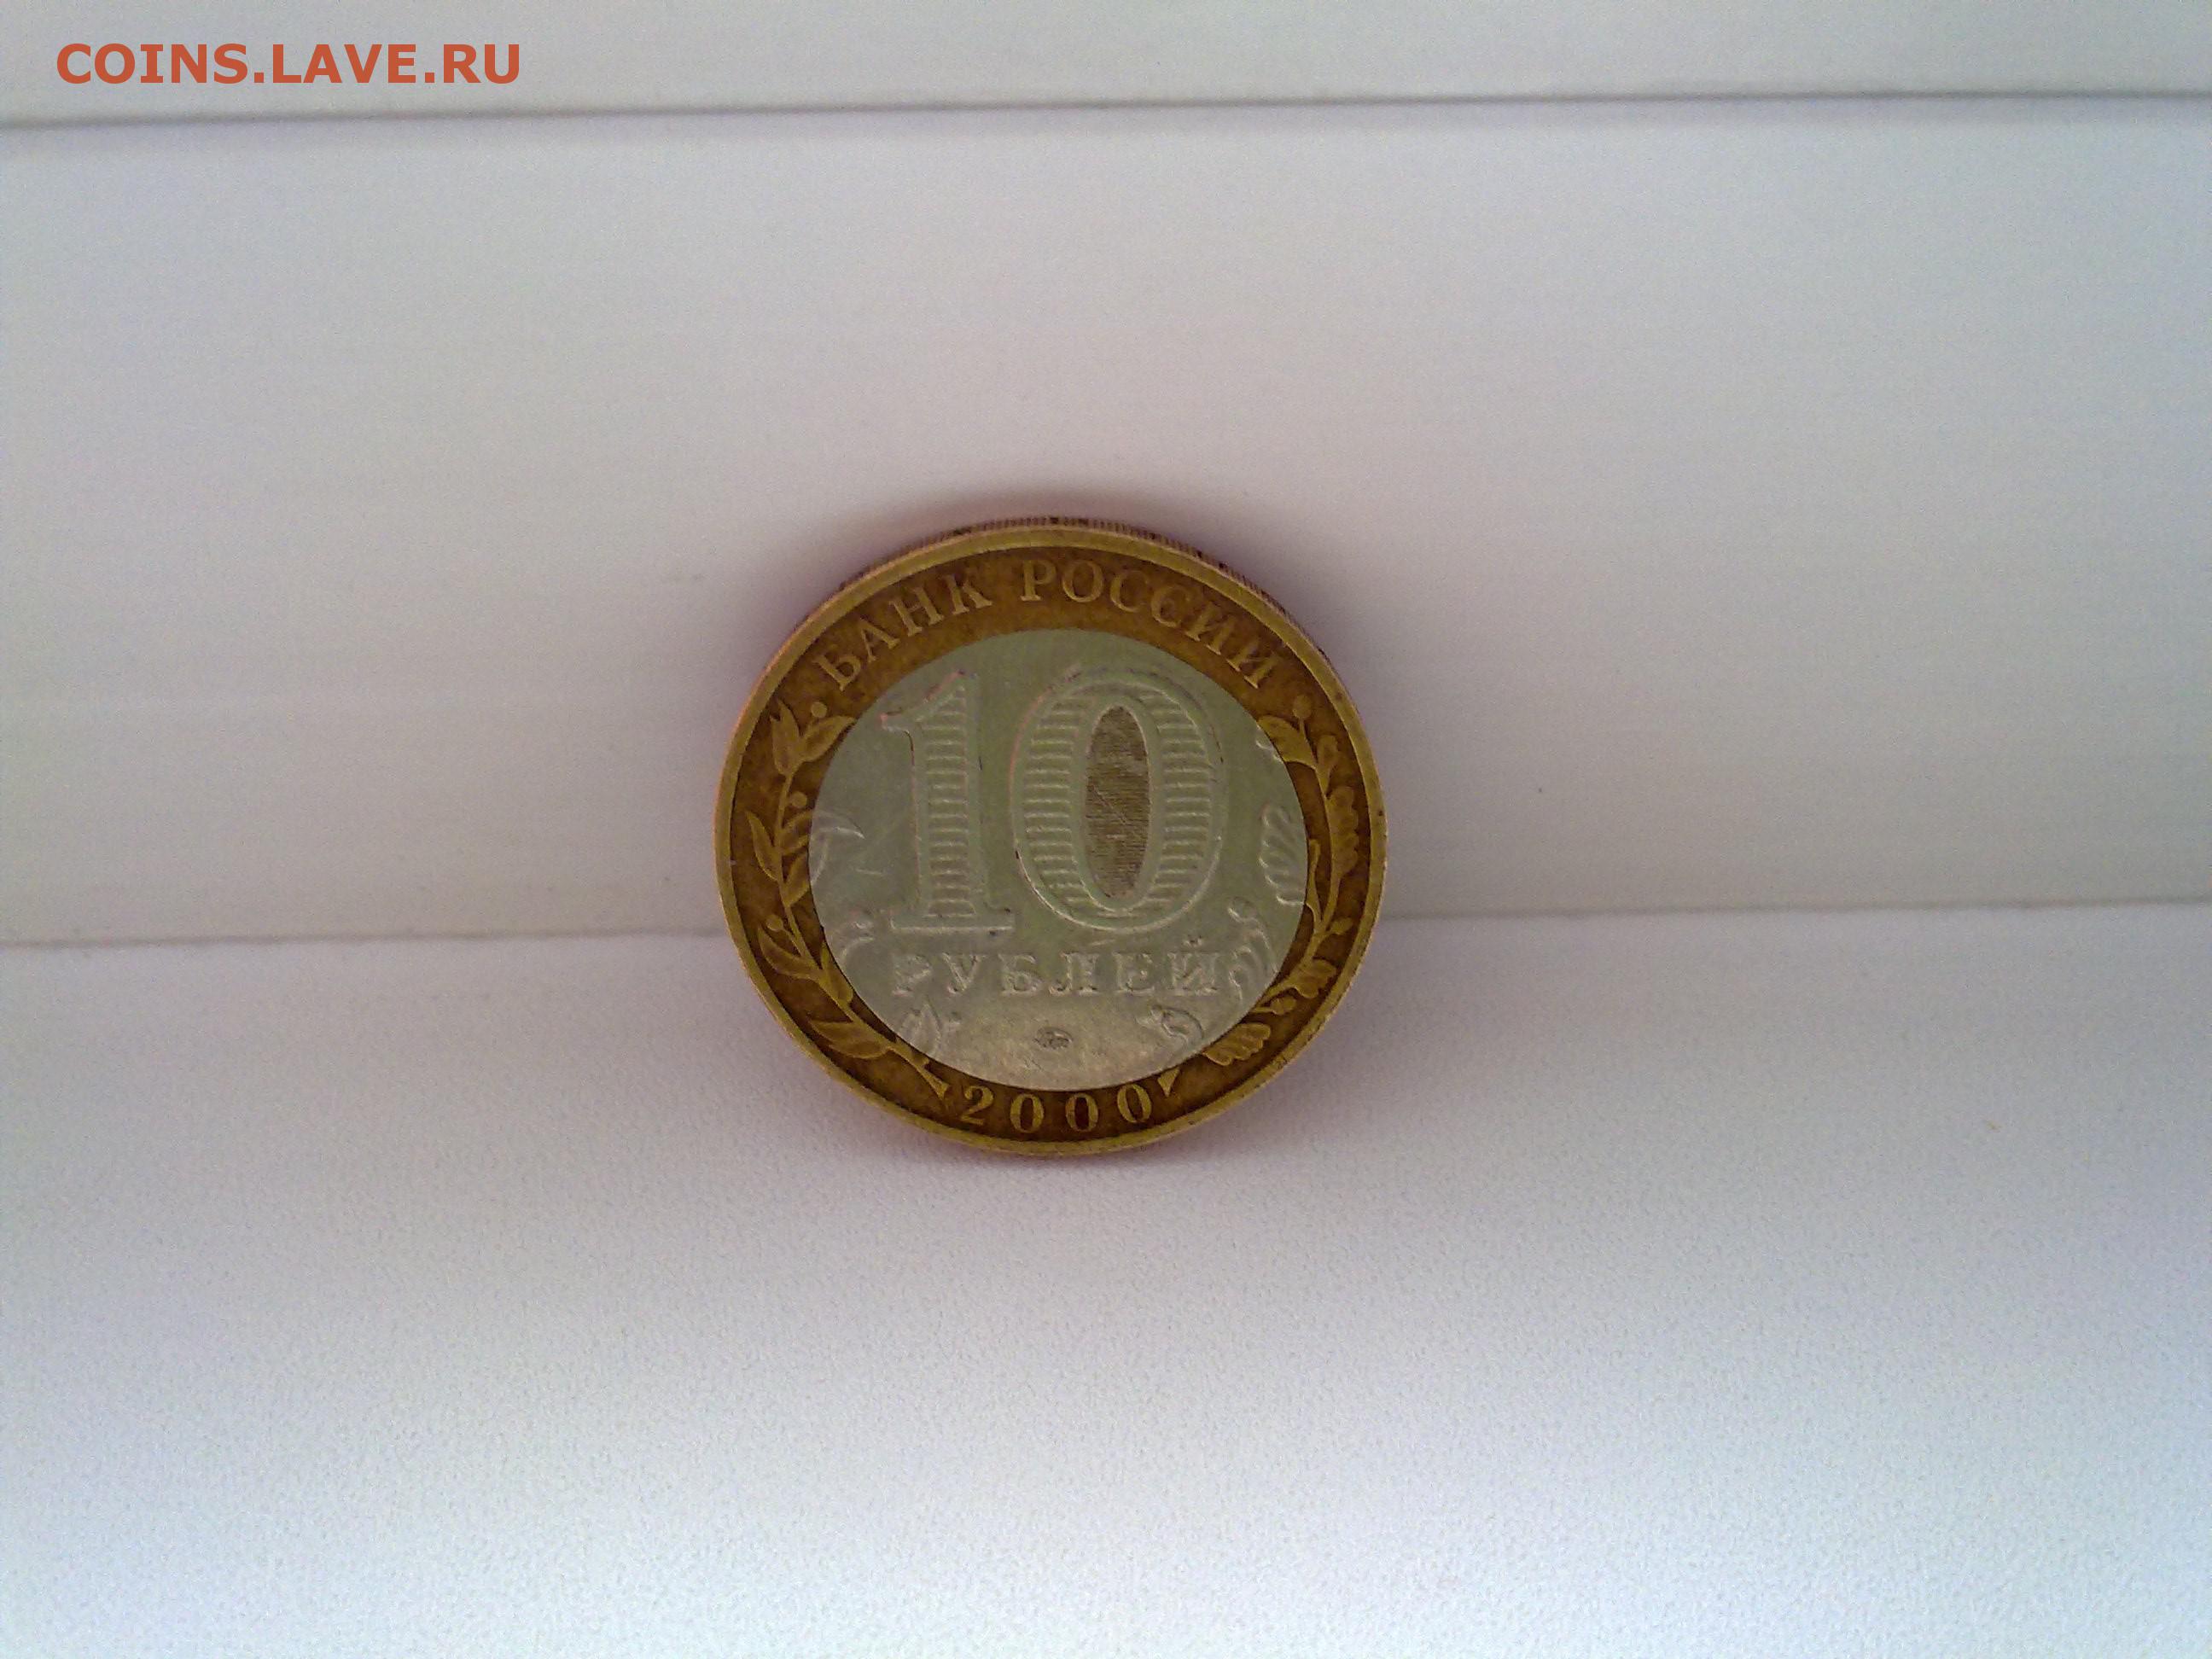 COINS.LAVE.RU
БАНК РОССИИ
10
РУБЛЕЙ
2000